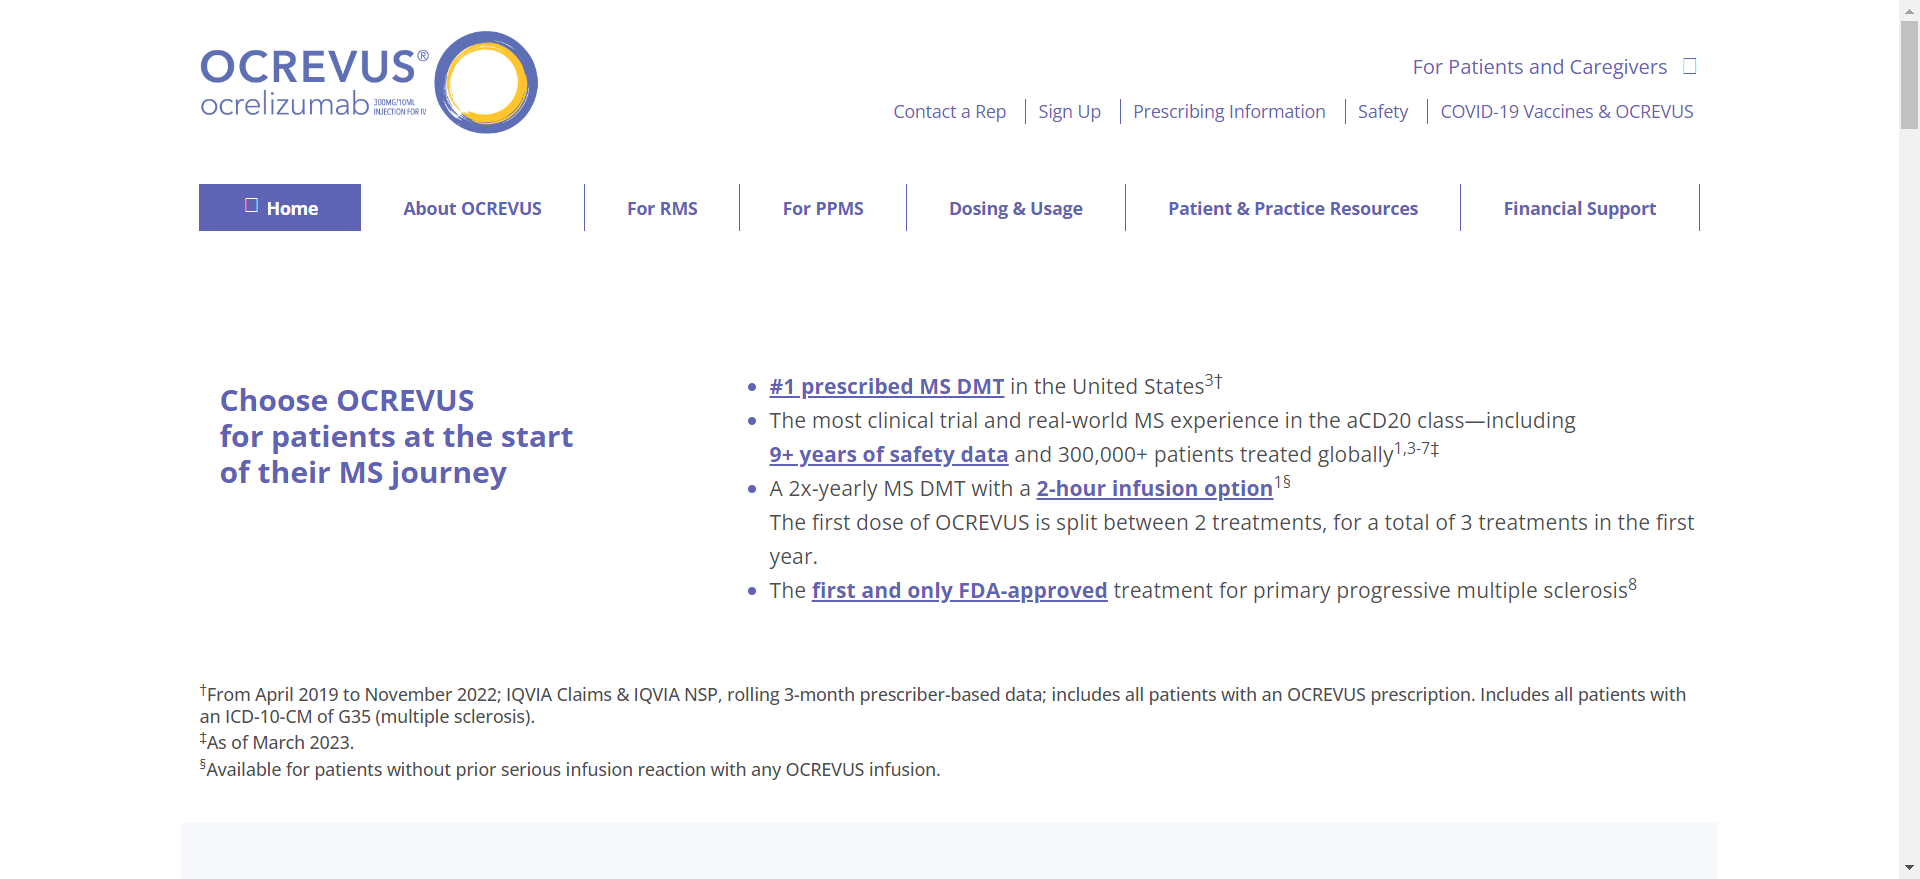 OCREVUS®
ocrelizumab 300MG/10ML INJECTION FOR IV
For Patients and Caregivers
Contact a Rep
Sign Up
Prescribing Information
Safety
COVID-19 Vaccines & OCREVUS
Home
About OCREVUS
For RMS
For PPMS
Dosing & Usage
Patient & Practice Resources
Financial Support
Choose OCREVUS
for patients at the start
of their MS journey
#1 prescribed MS DMT in the United States3†
The most clinical trial and real-world MS experience in the aCD20 class—including
9+ years of safety data and 300,000+ patients treated globally1,3-7‡
A 2x-yearly MS DMT with a 2-hour infusion option1§
The first dose of OCREVUS is split between 2 treatments, for a total of 3 treatments in the first
year.
The first and only FDA-approved treatment for primary progressive multiple sclerosis8
†From April 2019 to November 2022; IQVIA Claims & IQVIA NSP, rolling 3-month prescriber-based data; includes all patients with an OCREVUS prescription. Includes all patients with
an ICD-10-CM of G35 (multiple sclerosis).
‡As of March 2023.
§Available for patients without prior serious infusion reaction with any OCREVUS infusion.